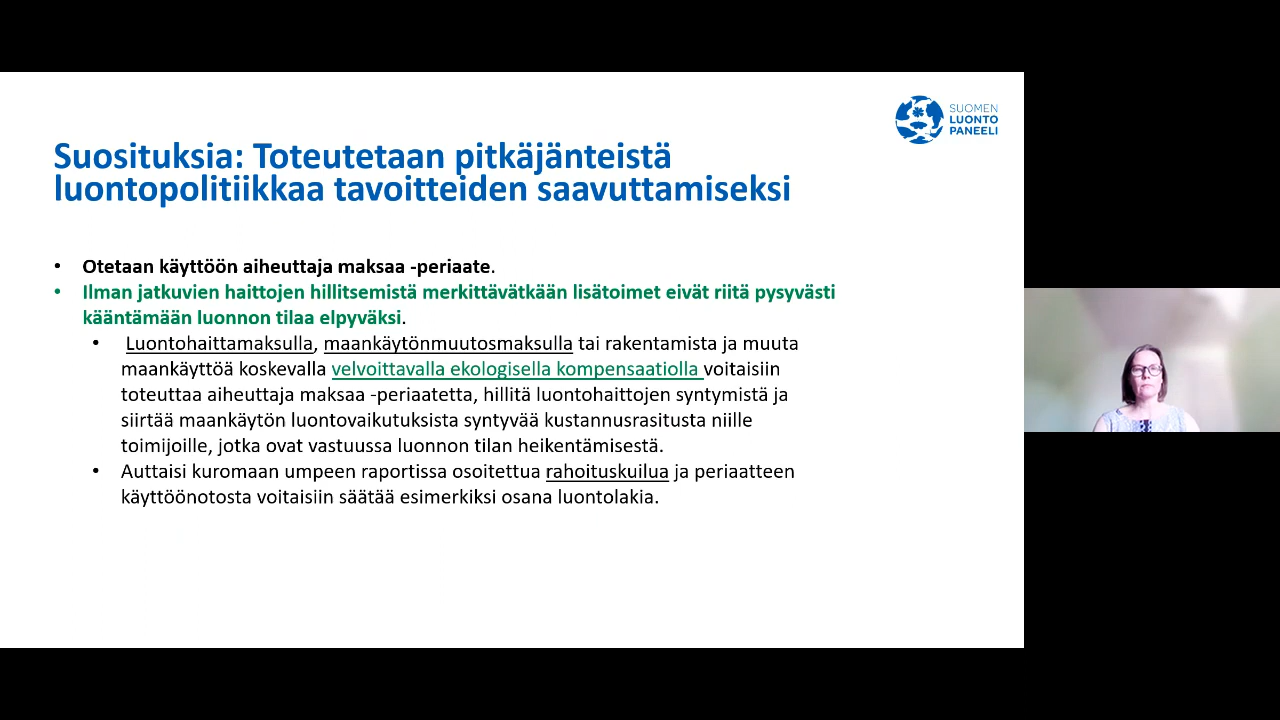 SUOMEN
LUONTO
PANEELI
Suosituksia: Toteutetaan pitkäjänteistä
luontopolitiikkaa tavoitteiden saavuttamiseksi
• Otetaan käyttöön aiheuttaja maksaa -periaate.
• Ilman jatkuvien haittojen hillitsemistä merkittävätkään lisätoimet eivät riitä pysyvästi
kääntämään luonnon tilaa elpyväksi.
• Luontohaittamaksulla, maankäytönmuutosmaksulla tai rakentamista ja muuta
maankäyttöä koskevalla velvoittavalla ekologisella kompensaatiolla voitaisiin
toteuttaa aiheuttaja maksaa -periaatetta, hillitä luontohaittojen syntymistä ja
siirtää maankäytön luontovaikutuksista syntyvää kustannusrasitusta niille
toimijoille, jotka ovat vastuussa luonnon tilan heikentämisestä.
• Auttaisi kuromaan umpeen raportissa osoitettua rahoituskuilua ja periaatteen
käyttöönotosta voitaisiin säätää esimerkiksi osana luontolakia.